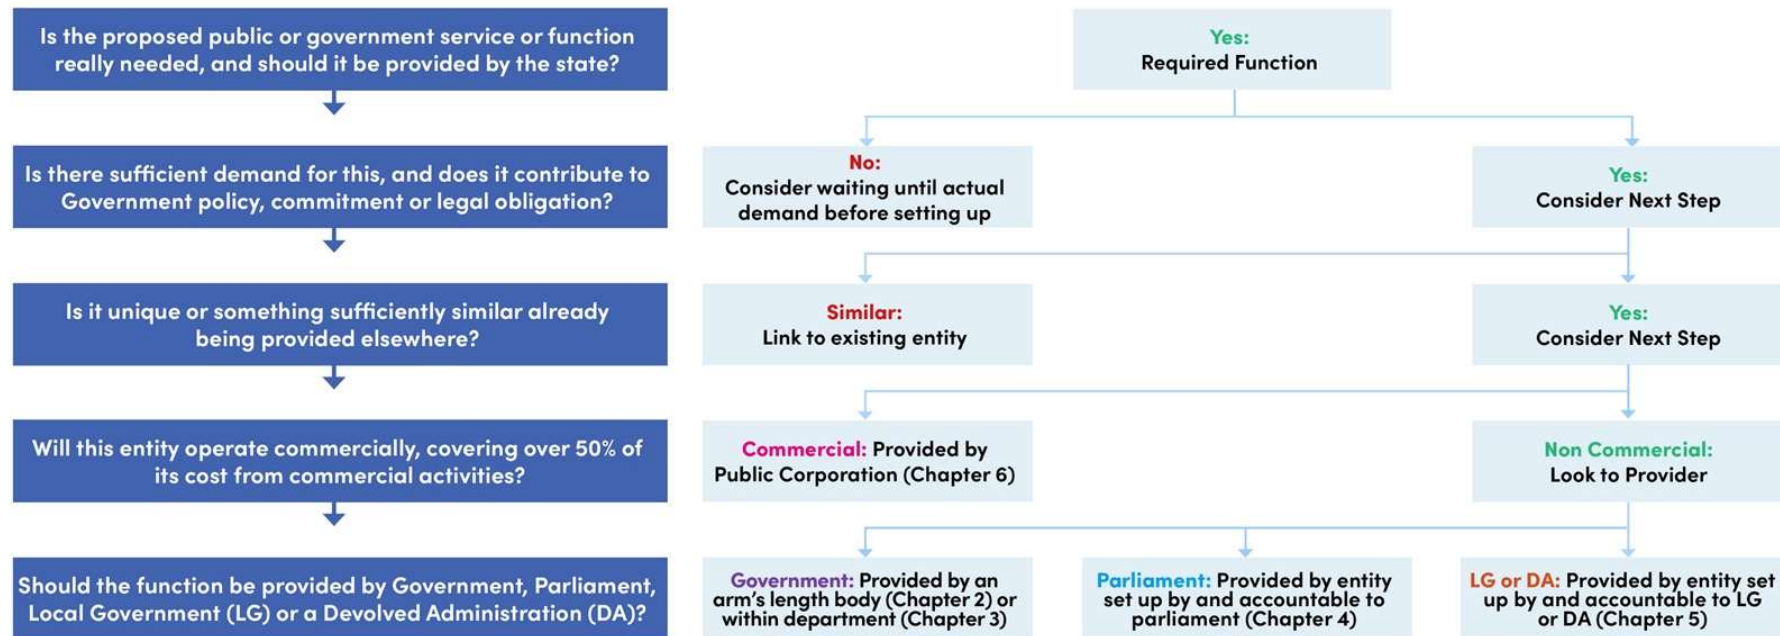 Is the proposed public or government service or function
really needed, and should it be provided by the state?
Yes:
Required Function
Is there sufficient demand for this, and does it contribute to
Government policy, commitment or legal obligation?
No:
Consider waiting until actual
demand before setting up
Yes:
Consider Next Step
Is it unique or something sufficiently similar already
being provided elsewhere?
Similar:
Link to existing entity
Yes:
Consider Next Step
Will this entity operate commercially, covering over 50% of
its cost from commercial activities?
Commercial: Provided by
Public Corporation (Chapter 6)
Non Commercial:
Look to Provider
Should the function be provided by Government, Parliament,
Local Government (LG) or a Devolved Administration (DA)?
Government: Provided by an
arm's length body (Chapter 2) or
within department (Chapter 3)
Parliament: Provided by entity
set up by and accountable to
parliament (Chapter 4)
LG or DA: Provided by entity set
up by and accountable to LG
or DA (Chapter 5)